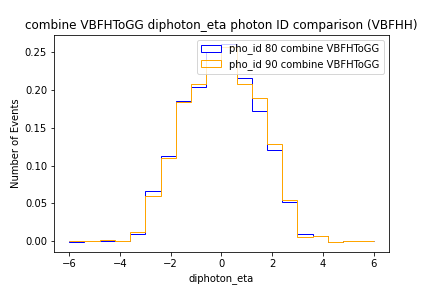 combine VBFHToGG diphoton_eta photon ID comparison (VBFHH)
pho_id 80 combine VBFHToGG
pho_id 90 combine VBFHToGG
Number of Events
0.25
0.20
0.15
0.10
0.05
0.00
−6 −4 −2 0 2 4 6
diphoton_eta